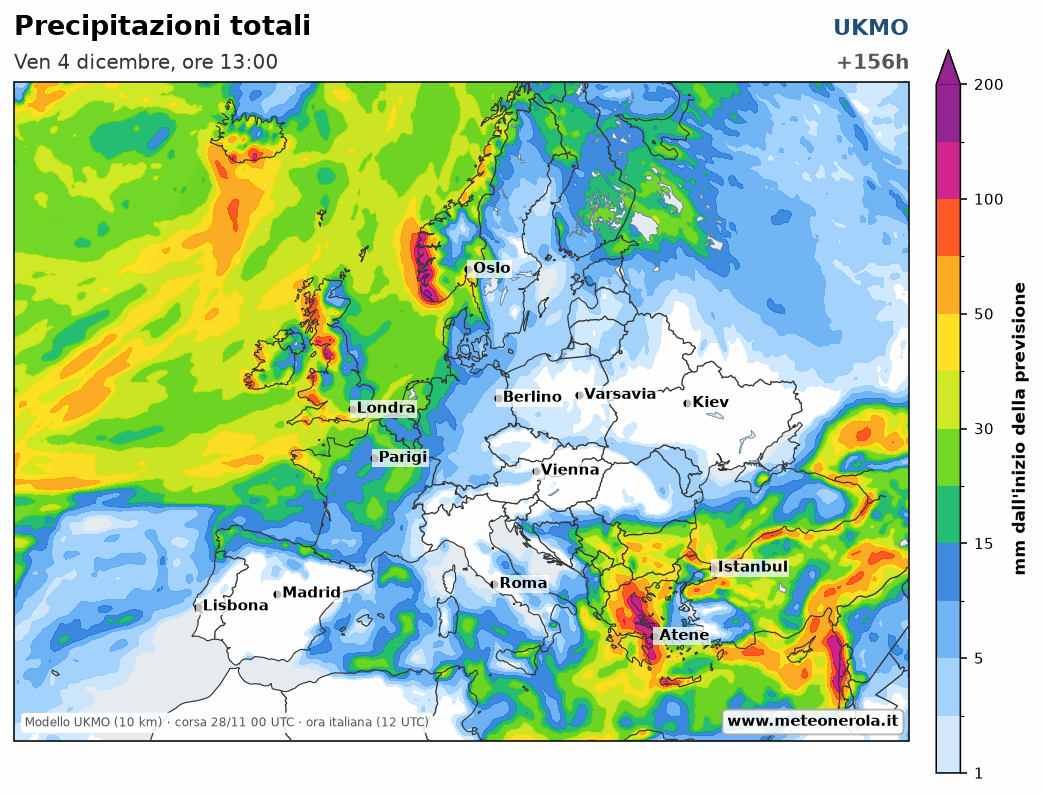 Precipitazioni totali
UKMO
Ven 4 dicembre, ore 13:00
+156h
200
100
50
30
15
5
1
mm dall'inizio della previsione
Oslo
Berlino
Varsavia
Kiev
Londra
Parigi
Vienna
Istanbul
Roma
Madrid
Lisbona
Atene
Modello UKMO (10 km) · corsa 28/11 00 UTC · ora italiana (12 UTC)
www.meteonerola.it